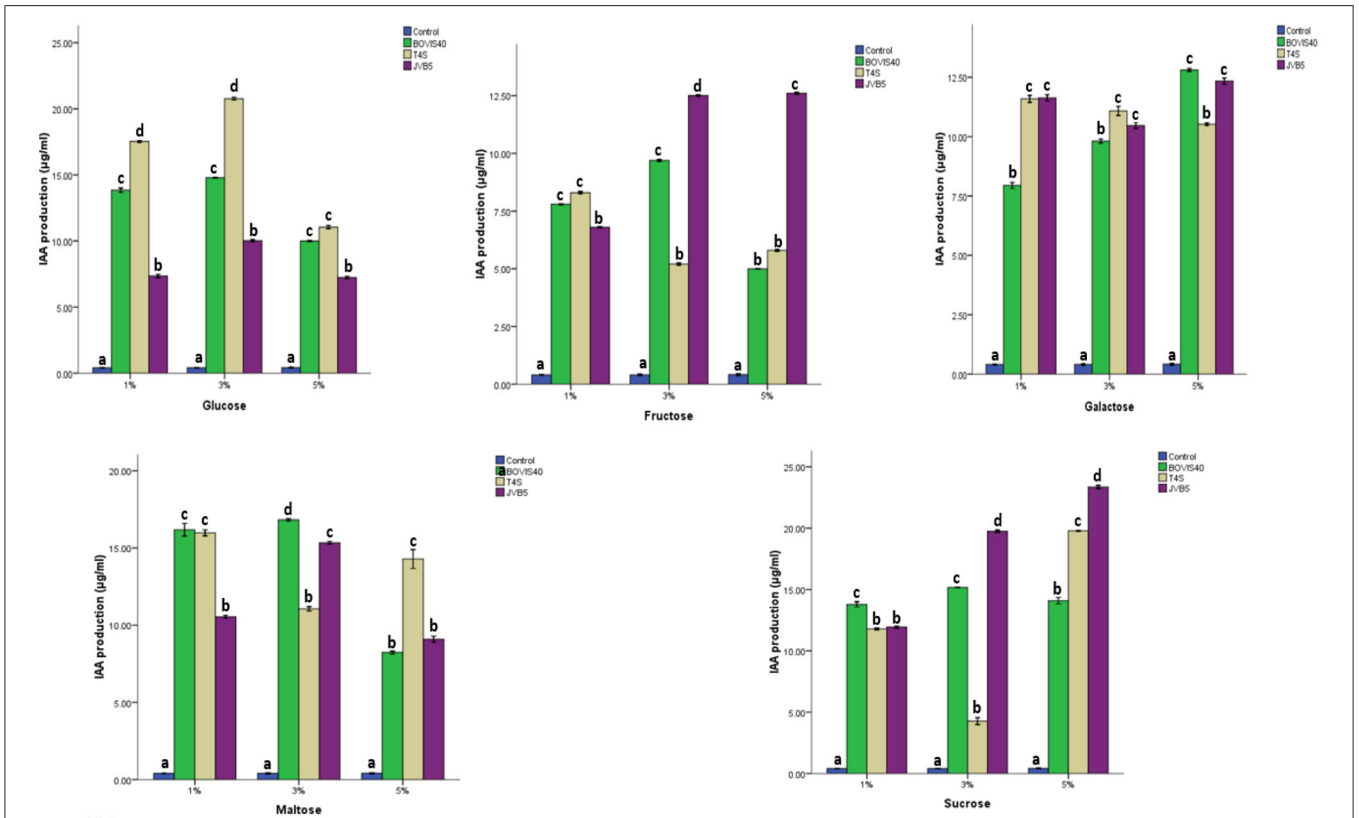 Control
BOVIS40
T4S
JVB5
25.00
20.00
15.00
10.00
5.00
0.00
IAA production (µg/ml)
a c d b
a c d b
a c c b
1% 3% 5%
Glucose
Control
BOVIS40
T4S
JVB5
12.50
10.00
7.50
5.00
2.50
0.00
IAA production (µg/ml)
a c c b
a c b d
a b b c
1% 3% 5%
Fructose
Control
BOVIS40
T4S
JVB5
12.50
10.00
7.50
5.00
2.50
0.00
IAA production (µg/ml)
a b c c
a b c c
a c b c
1% 3% 5%
Galactose
Control
BOVIS40
a
T4S
JVB5
20.00
15.00
10.00
5.00
0.00
IAA production (µg/ml)
a c c b
a d b c
a b c b
1% 3% 5%
Maltose
Control
BOVIS40
T4S
JVB5
25.00
20.00
15.00
10.00
5.00
0.00
IAA production (µg/ml)
a c b b
a c b d
a b c d
1% 3% 5%
Sucrose